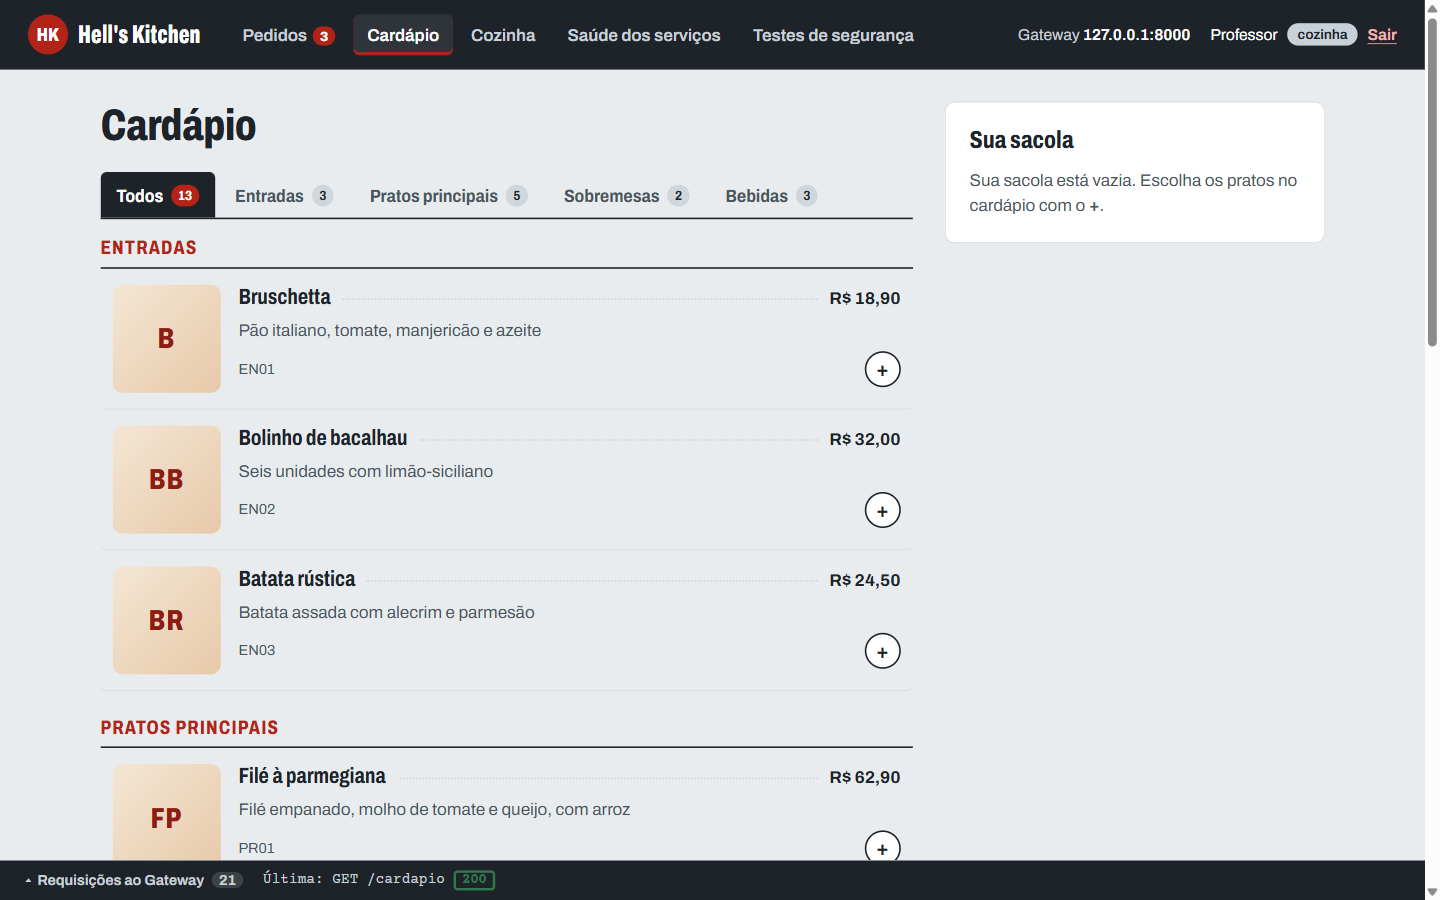 HK Hell's Kitchen Pedidos 3 Cardápio Cozinha Saúde dos serviços Testes de segurança Gateway 127.0.0.1:8000 Professor cozinha Sair
Cardápio
Todos 13 Entradas 3 Pratos principais 5 Sobremesas 2 Bebidas 3
ENTRADAS
B
Bruschetta R$ 18,90
Pão italiano, tomate, manjericão e azeite
EN01
+
BB
Bolinho de bacalhau R$ 32,00
Seis unidades com limão-siciliano
EN02
+
BR
Batata rústica R$ 24,50
Batata assada com alecrim e parmesão
EN03
+
PRATOS PRINCIPAIS
FP
Filé à parmegiana R$ 62,90
Filé empanado, molho de tomate e queijo, com arroz
PR01
+
Sua sacola
Sua sacola está vazia. Escolha os pratos no
cardápio com o +.
Requisições ao Gateway 21 Última: GET /cardapio 200